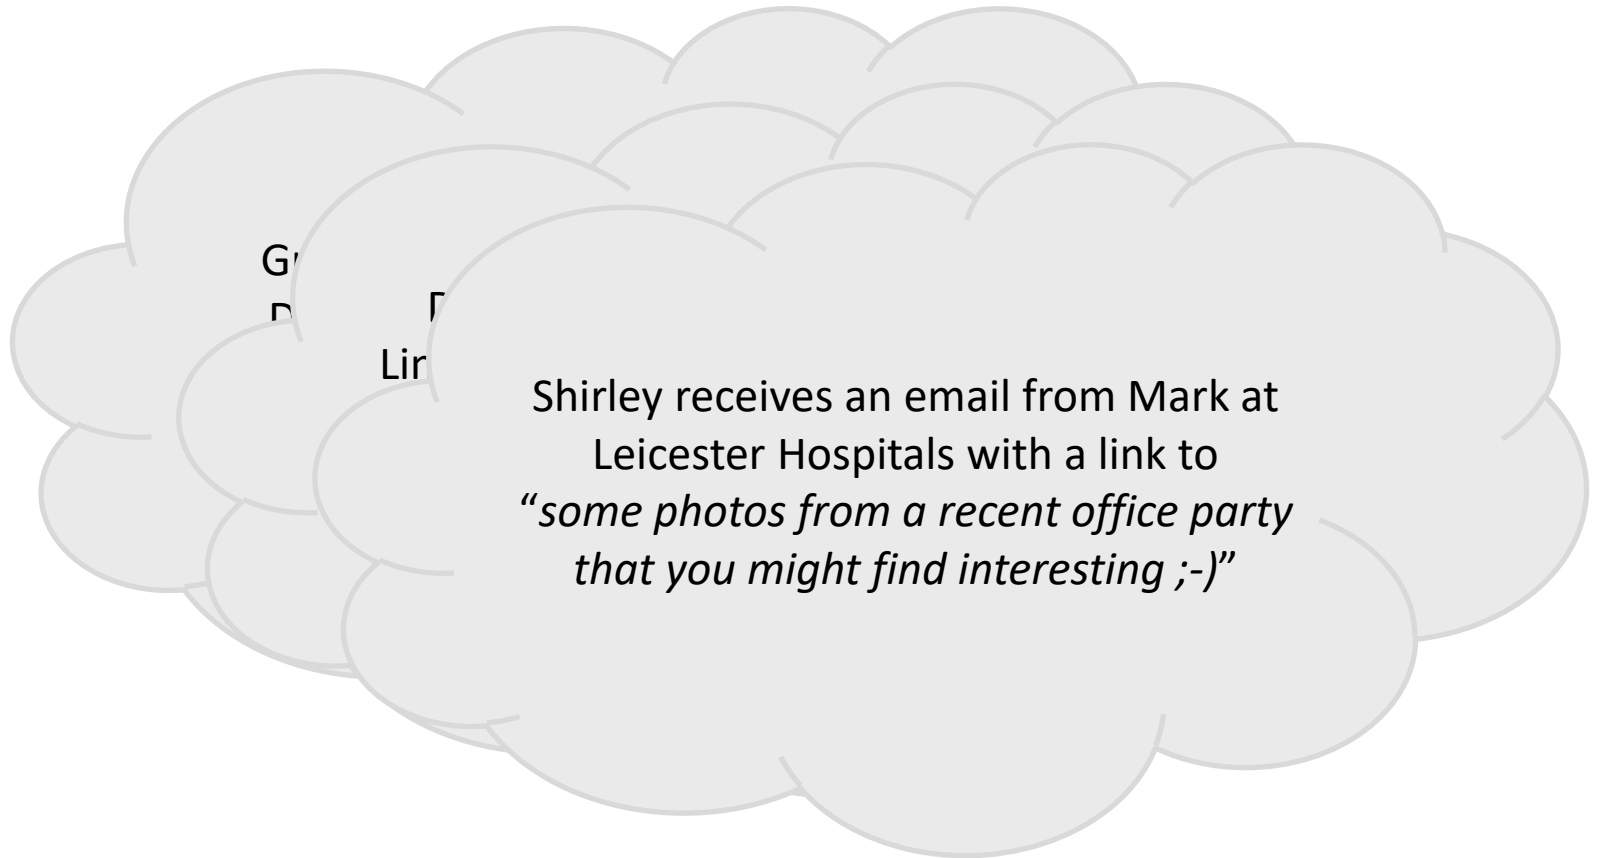 Shirley receives an email from Mark at
Leicester Hospitals with a link to
“some photos from a recent office party
that you might find interesting ;-)”